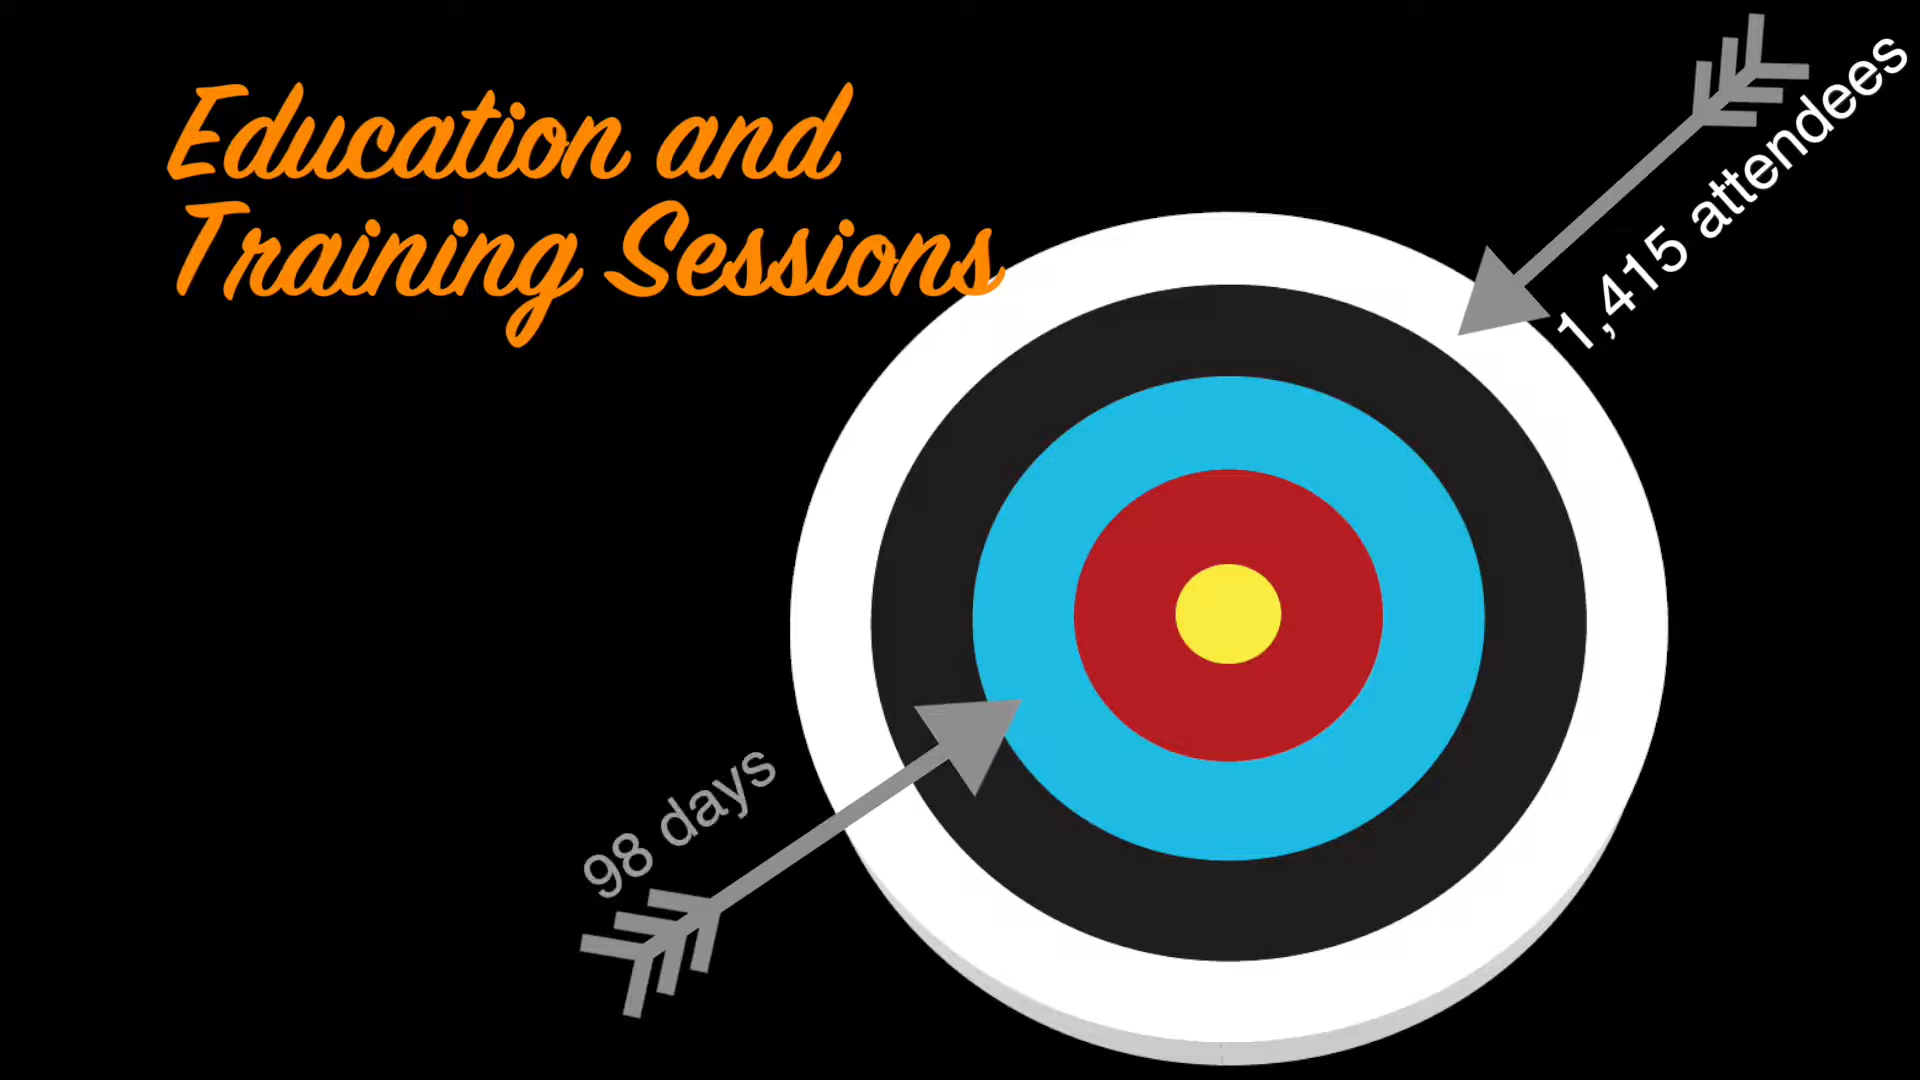 Education and
Training Sessions
1,415 attendees
98 days